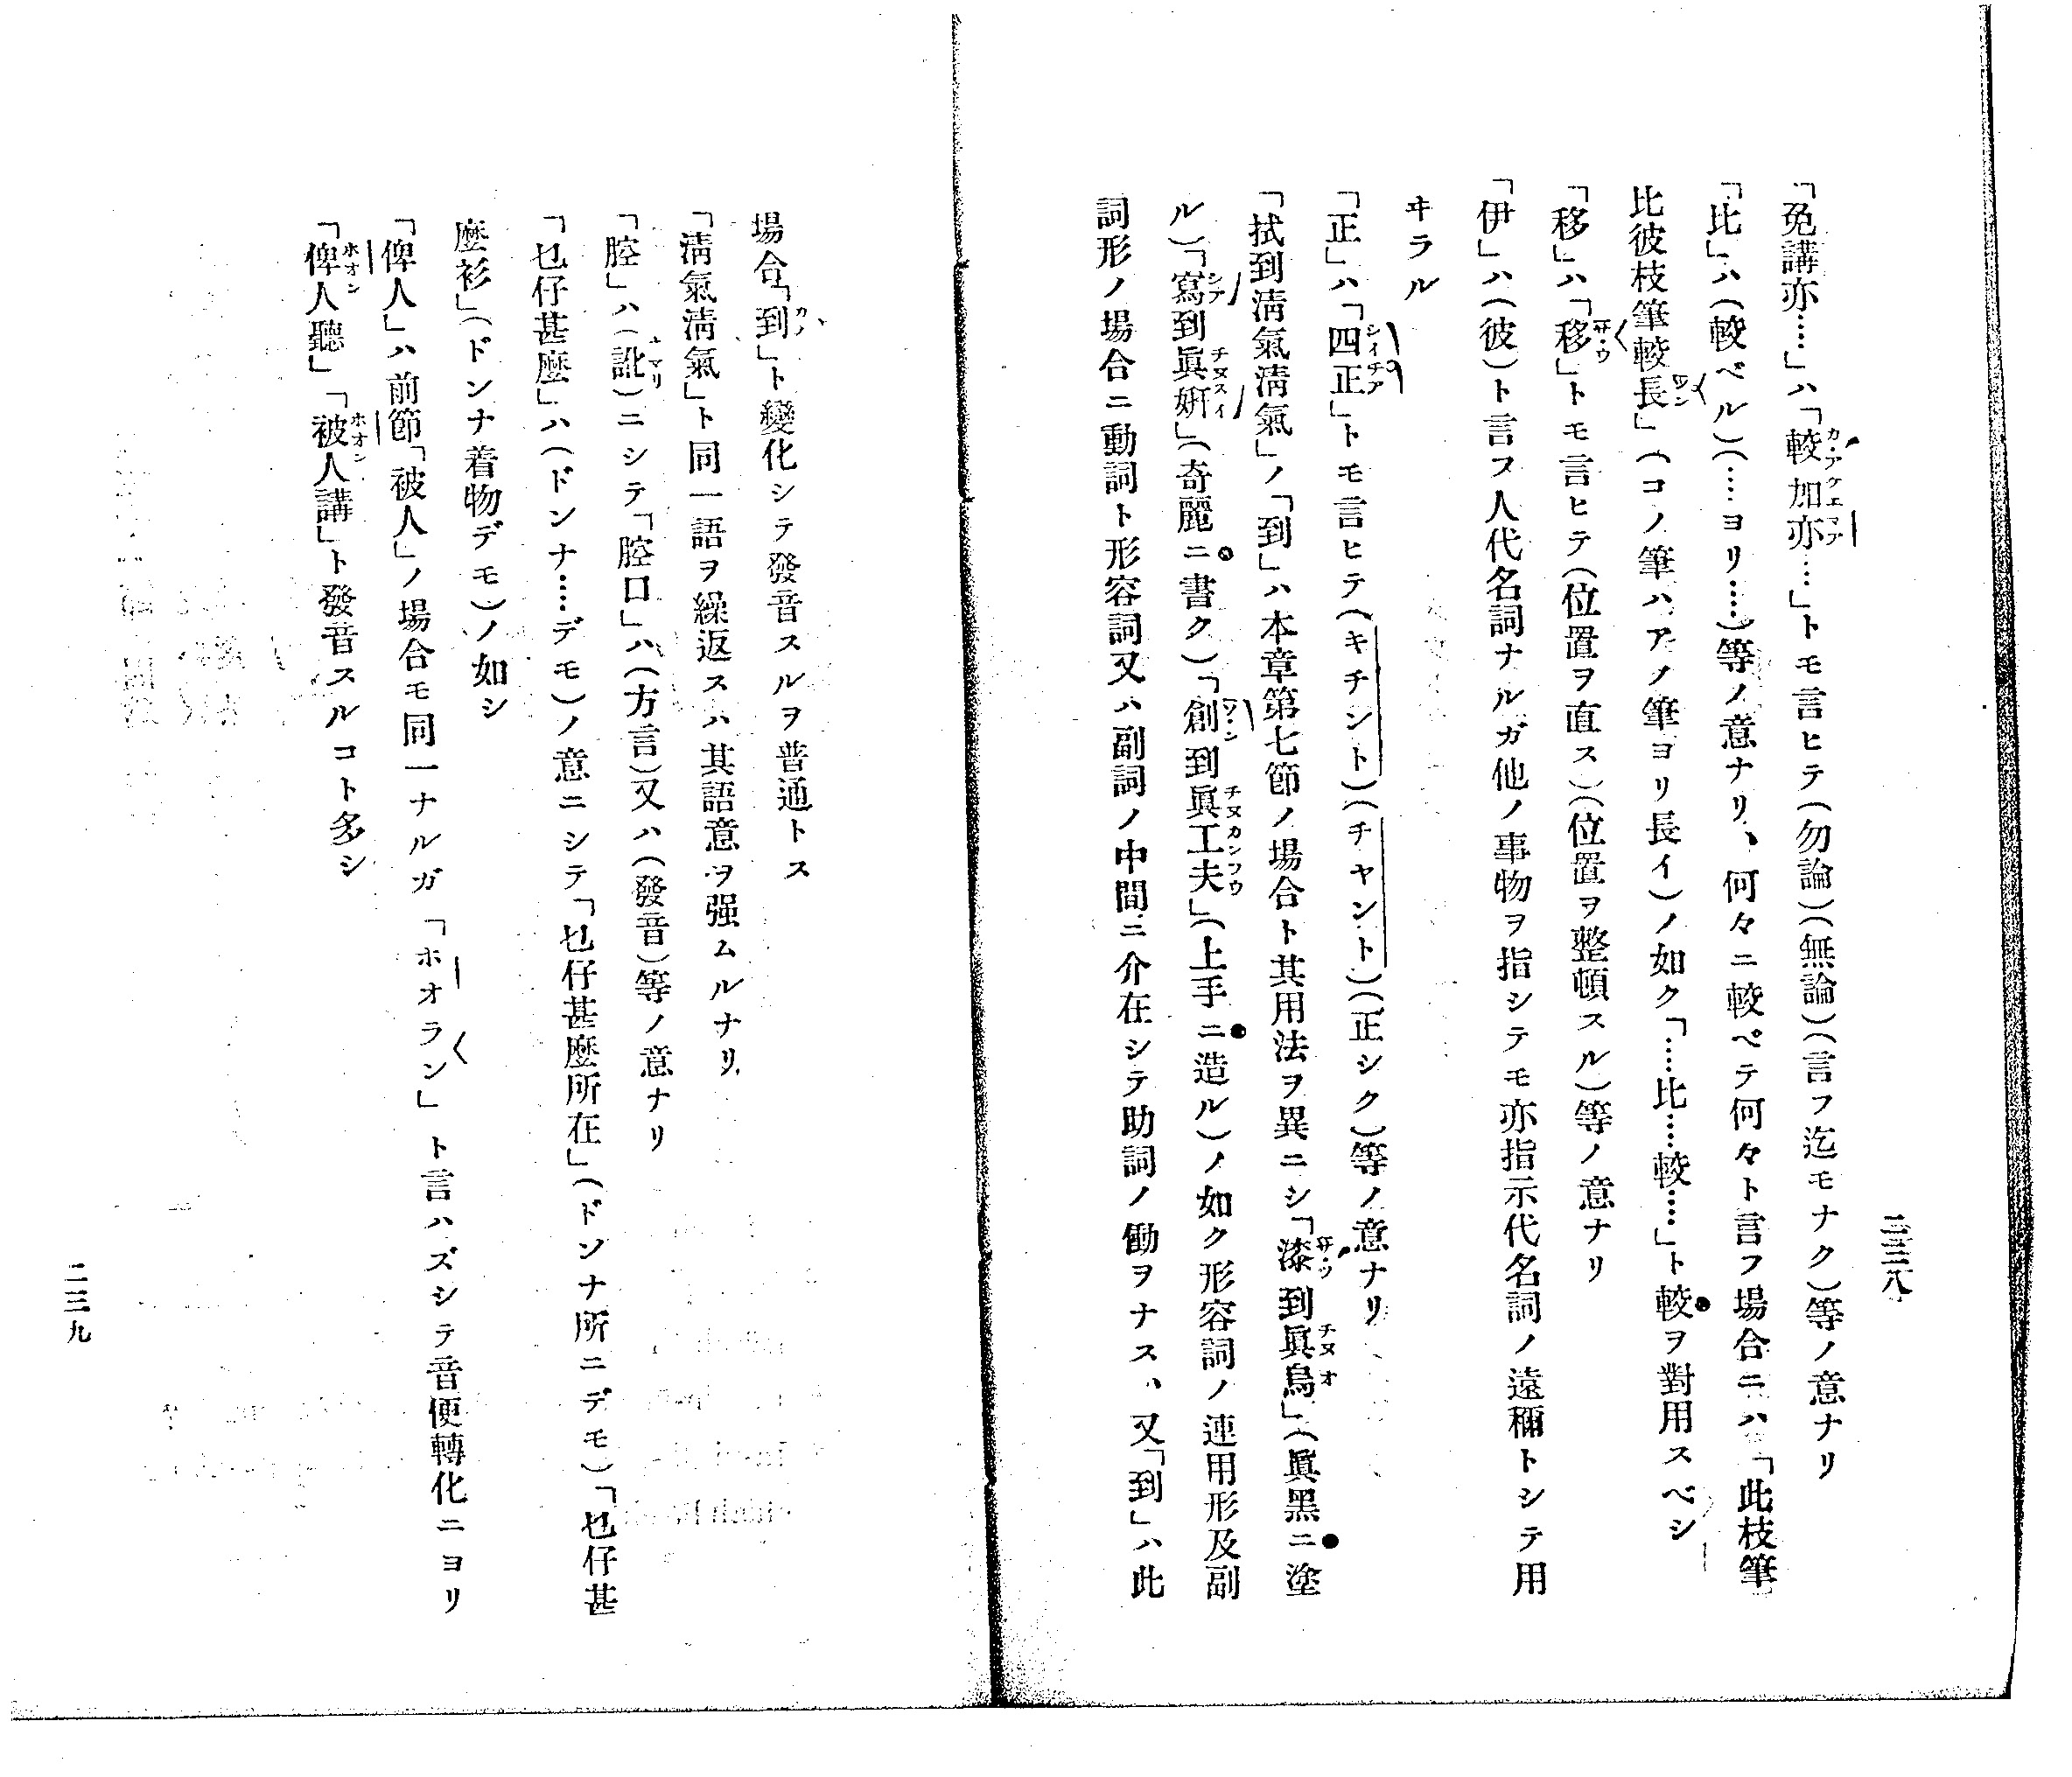 二三八
「免講亦……」ハ「較加亦…」トモ言ヒテ(勿論)(無論)(言フ迄モナク)等ノ意ナリ
「比」ハ(較ベル)(…ヨリ……)等ノ意ナリ、何々ニ較ベテ何々ト言フ場合ニハ「此枝筆
比彼枝筆較長」(コノ筆ハアノ筆ヨリ長イ)ノ如ク「……比……較……」ト較ヲ對用スベシ
「移」ハ「移」トモ言ヒテ(位置ヲ直ス)(位置ヲ整頓スル)等ノ意ナリ
「伊」ハ(彼)ト言フ人代名詞ナルガ他ノ事物ヲ指シテモ亦指示代名詞ノ遠稱トシテ用
ヰラル
「正」ハ「四正」トモ言ヒテ(キチント)(チヤント)(正シク)等ノ意ナリ
「拭到淸氣淸氣」ノ「到」ハ本章第七節ノ場合ト其用法ヲ異ニシ「漆到眞烏」(眞黑ニ塗
ル)「寫到眞妍」(奇麗ニ書ク)「創到眞工夫」(上手ニ造ル)ノ如ク形容詞ノ連用形及副
詞形ノ場合ニ動詞ト形容詞又ハ副詞ノ中間ニ介在シテ助詞ノ働ヲナス、又「到」ハ此
場合「到」ト變化シテ發音スルヲ普通トス
「淸氣淸氣」ト同一語ヲ繰返スハ其語意ヲ强ムルナリ
「腔」ハ(訛)ニシテ「腔口」ハ(方言)又ハ(發音)等ノ意ナリ
「乜仔甚麼」ハ(ドンナ……デモ)ノ意ニシテ「乜仔甚麼所在」(ドンナ所ニデモ)「乜仔甚
麼衫」(ドンナ着物デモ)ノ如シ
「俾人」ハ前節「被人」ノ場合モ同一ナルガ「ホオラン」ト言ハズシテ音便轉化ニヨリ
「俾人聽」「被人講」ト發音スルコト多シ
二三九